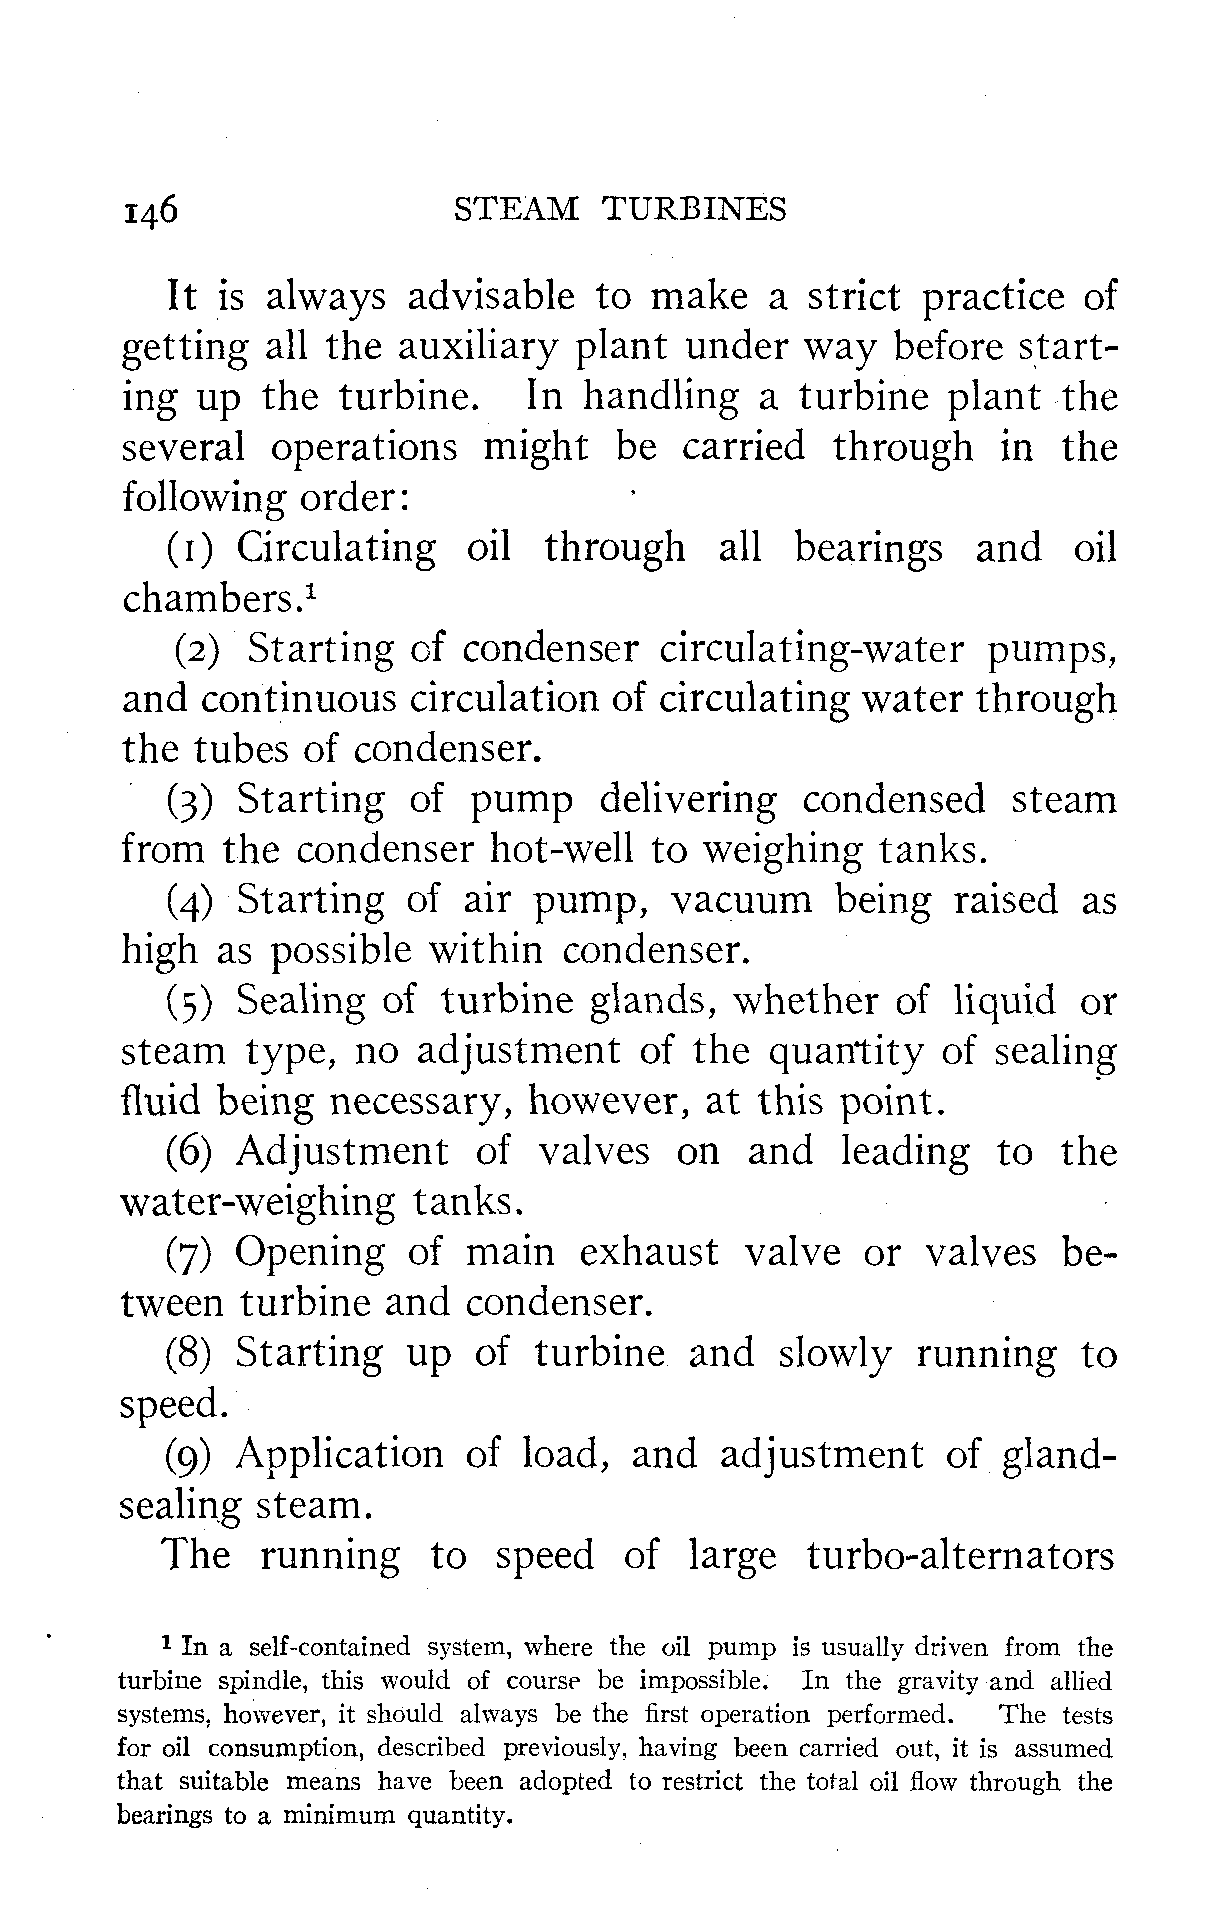 146 STEAM TURBINES
It is always advisable to make a strict practice of
getting all the auxiliary plant under way before start-
ing up the turbine. In handling a turbine plant the
several operations might be carried through in the
following order:
(1) Circulating oil through all bearings and oil
chambers.¹
(2) Starting of condenser circulating-water pumps,
and continuous circulation of circulating water through
the tubes of condenser.
(3) Starting of pump delivering condensed steam
from the condenser hot-well to weighing tanks.
(4) Starting of air pump, vacuum being raised as
high as possible within condenser.
(5) Sealing of turbine glands, whether of liquid or
steam type, no adjustment of the quantity of sealing
fluid being necessary, however, at this point.
(6) Adjustment of valves on and leading to the
water-weighing tanks.
(7) Opening of main exhaust valve or valves be-
tween turbine and condenser.
(8) Starting up of turbine and slowly running to
speed.
(9) Application of load, and adjustment of gland-
sealing steam.
The running to speed of large turbo-alternators
¹ In a self-contained system, where the oil pump is usually driven from the
turbine spindle, this would of course be impossible. In the gravity and allied
systems, however, it should always be the first operation performed. The tests
for oil consumption, described previously, having been carried out, it is assumed
that suitable means have been adopted to restrict the total oil flow through the
bearings to a minimum quantity.